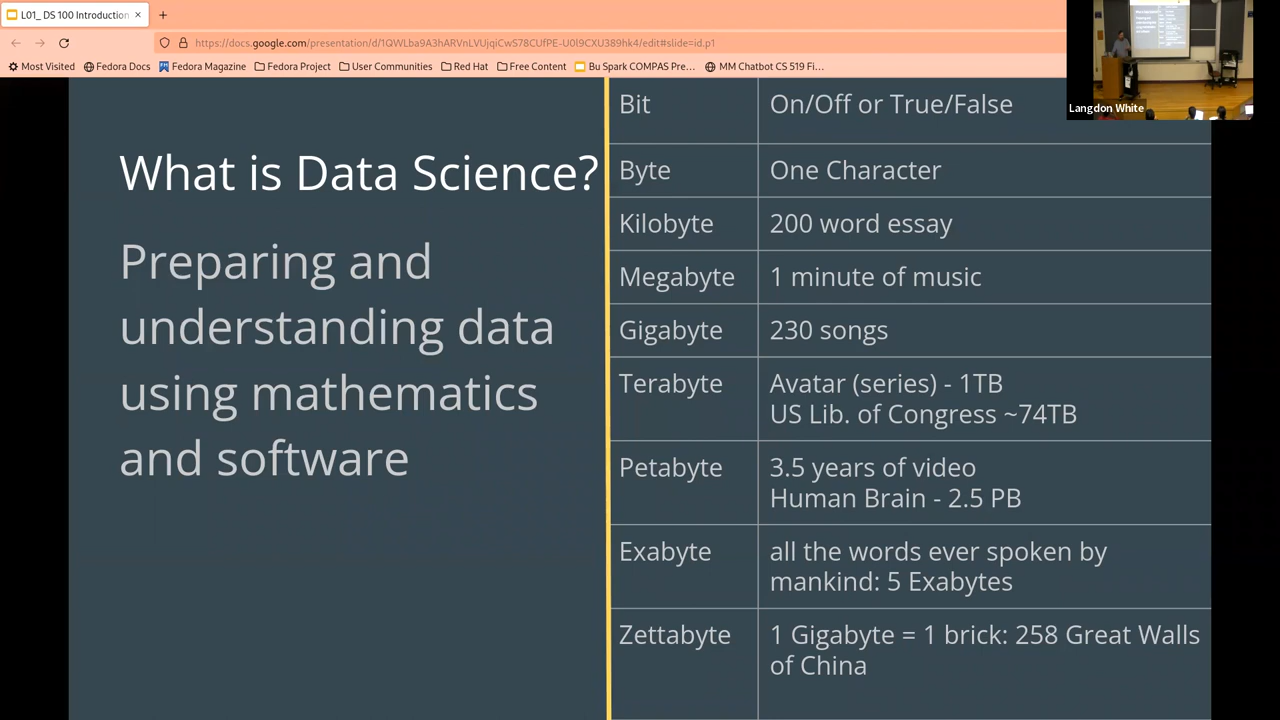 L01_ DS 100 Introduction
https://docs.google.com/presentation/d/1QWLba9A3hARVnLVUjqiCwS78CUfPE-U0l9CXU389hk4/edit#slide=id.p1
Most Visited Fedora Docs Fedora Magazine Fedora Project User Communities Red Hat Free Content Bu Spark COMPAS Pre... MM Chatbot CS 519 Fi...
Langdon White
What is Data Science?
Preparing and
understanding data
using mathematics
and software
Bit On/Off or True/False
Byte One Character
Kilobyte 200 word essay
Megabyte 1 minute of music
Gigabyte 230 songs
Terabyte Avatar (series) - 1TB
US Lib. of Congress ~74TB
Petabyte 3.5 years of video
Human Brain - 2.5 PB
Exabyte all the words ever spoken by
mankind: 5 Exabytes
Zettabyte 1 Gigabyte = 1 brick: 258 Great Walls
of China